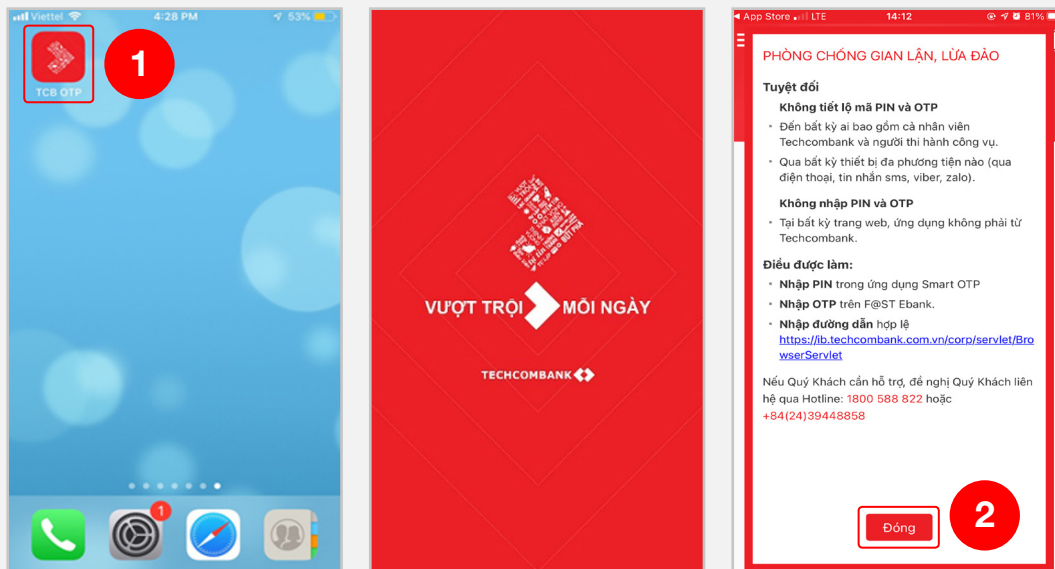 Viettel 4:28 PM 53%
TCB OTP
1
1
VƯỢT TRỘI MỖI NGÀY
TECHCOMBANK
App Store LTE 14:12 81%
PHÒNG CHỐNG GIAN LẬN, LỪA ĐẢO
Tuyệt đối
Không tiết lộ mã PIN và OTP
Đến bất kỳ ai bao gồm cả nhân viên
Techcombank và người thi hành công vụ.
Qua bất kỳ thiết bị đa phương tiện nào (qua
điện thoại, tin nhắn sms, viber, zalo).
Không nhập PIN và OTP
Tại bất kỳ trang web, ứng dụng không phải từ
Techcombank.
Điều được làm:
Nhập PIN trong ứng dụng Smart OTP
Nhập OTP trên F@ST Ebank.
Nhập đường dẫn hợp lệ
https://ib.techcombank.com.vn/corp/servlet/Bro
wserServlet
Nếu Quý Khách cần hỗ trợ, đề nghị Quý Khách liên
hệ qua Hotline: 1800 588 822 hoặc
+84(24)39448858
Đóng
2